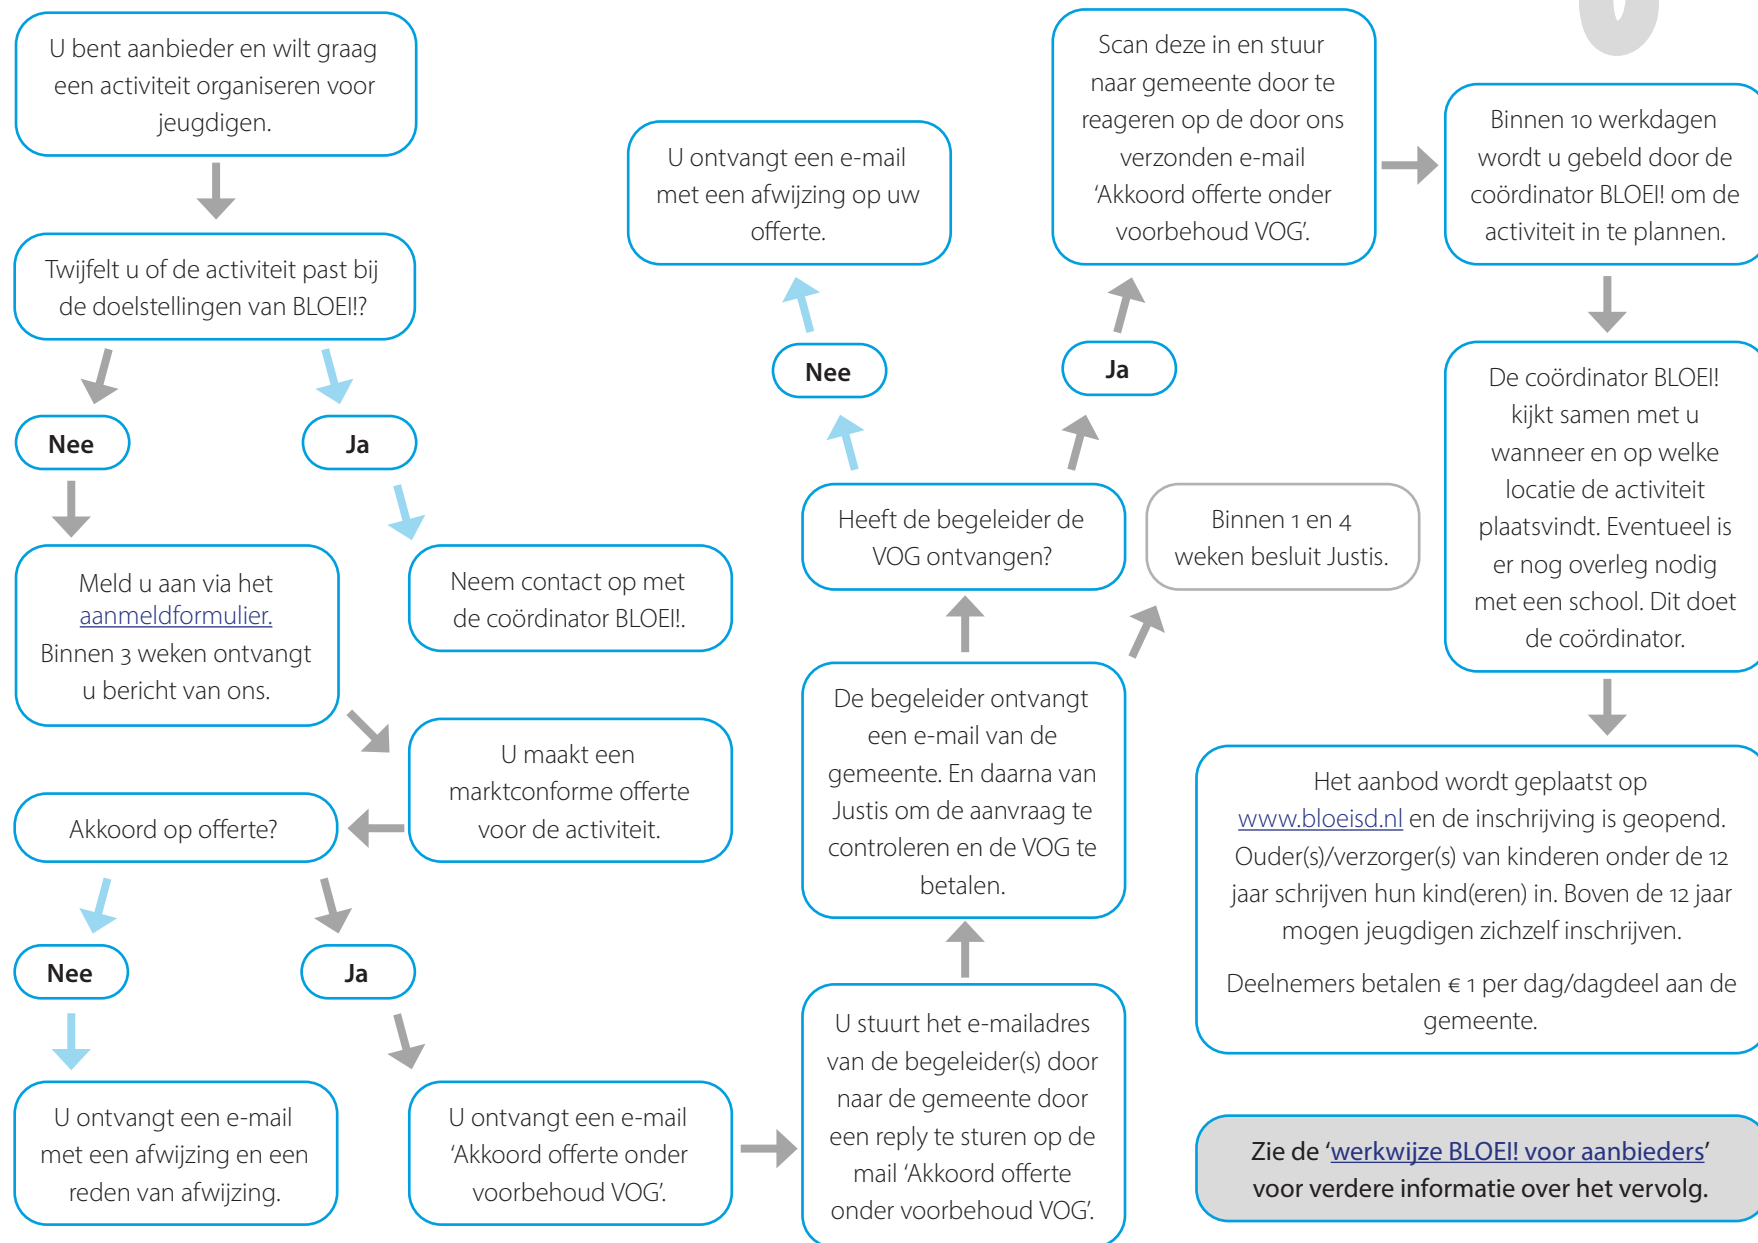 U bent aanbieder en wilt graag
een activiteit organiseren voor
jeugdigen.
Twijfelt u of de activiteit past bij
de doelstellingen van BLOEI!?
Nee
Ja
Meld u aan via het
aanmeldformulier.
Binnen 3 weken ontvangt
u bericht van ons.
Neem contact op met
de coördinator BLOEI!.
U maakt een
marktconforme offerte
voor de activiteit.
Akkoord op offerte?
Nee
Ja
U ontvangt een e-mail
met een afwijzing en een
reden van afwijzing.
U ontvangt een e-mail
‘Akkoord offerte onder
voorbehoud VOG’.
U stuurt het e-mailadres
van de begeleider(s) door
naar de gemeente door
een reply te sturen op de
mail ‘Akkoord offerte
onder voorbehoud VOG’.
De begeleider ontvangt
een e-mail van de
gemeente. En daarna van
Justis om de aanvraag te
controleren en de VOG te
betalen.
Binnen 1 en 4
weken besluit Justis.
Heeft de begeleider de
VOG ontvangen?
Nee
Ja
U ontvangt een e-mail
met een afwijzing op uw
offerte.
Scan deze in en stuur
naar gemeente door te
reageren op de door ons
verzonden e-mail
‘Akkoord offerte onder
voorbehoud VOG’.
Binnen 10 werkdagen
wordt u gebeld door de
coördinator BLOEI! om de
activiteit in te plannen.
De coördinator BLOEI!
kijkt samen met u
wanneer en op welke
locatie de activiteit
plaatsvindt. Eventueel is
er nog overleg nodig
met een school. Dit doet
de coördinator.
Het aanbod wordt geplaatst op
www.bloeisd.nl en de inschrijving is geopend.
Ouder(s)/verzorger(s) van kinderen onder de 12
jaar schrijven hun kind(eren) in. Boven de 12 jaar
mogen jeugdigen zichzelf inschrijven.
Deelnemers betalen € 1 per dag/dagdeel aan de
gemeente.
Zie de ‘werkwijze BLOEI! voor aanbieders’
voor verdere informatie over het vervolg.